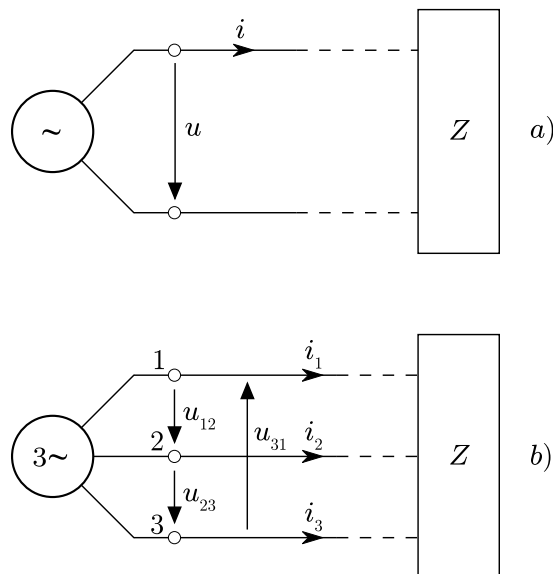 i
~
u
Z
a)
1
i₁
u₁₂
u₃₁
2
i₂
3~
Z
b)
u₂₃
3
i₃